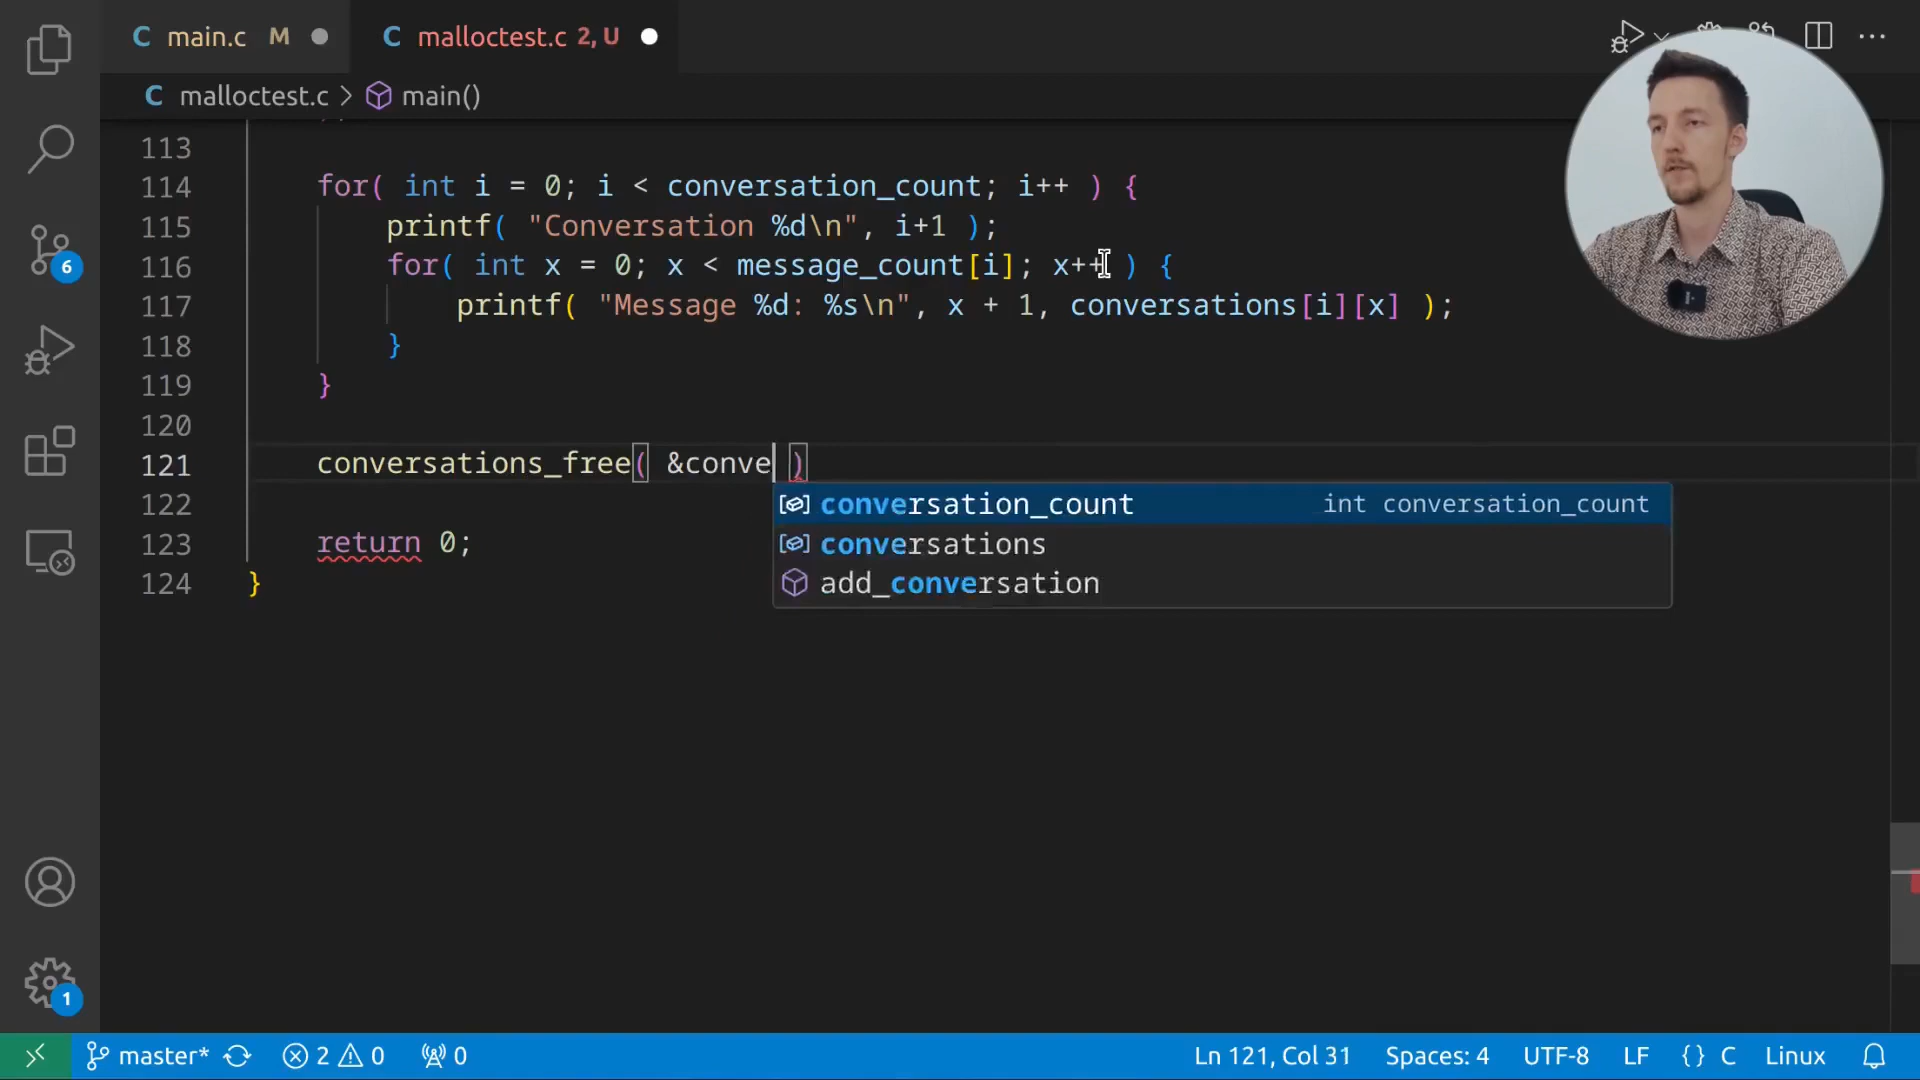 main.c M
malloctest.c 2, U
malloctest.c > main()
113
114 for( int i = 0; i < conversation_count; i++ ) {
115 printf( "Conversation %d\n", i+1 );
116 for( int x = 0; x < message_count[i]; x++ ) {
117 printf( "Message %d: %s\n", x + 1, conversations[i][x] );
118 }
119 }
120
121 conversations_free( &conve )
122
conversation_count int conversation_count
conversations
add_conversation
123 return 0;
124 }
6
1
master* 2 0 0 Ln 121, Col 31 Spaces: 4 UTF-8 LF {} C Linux